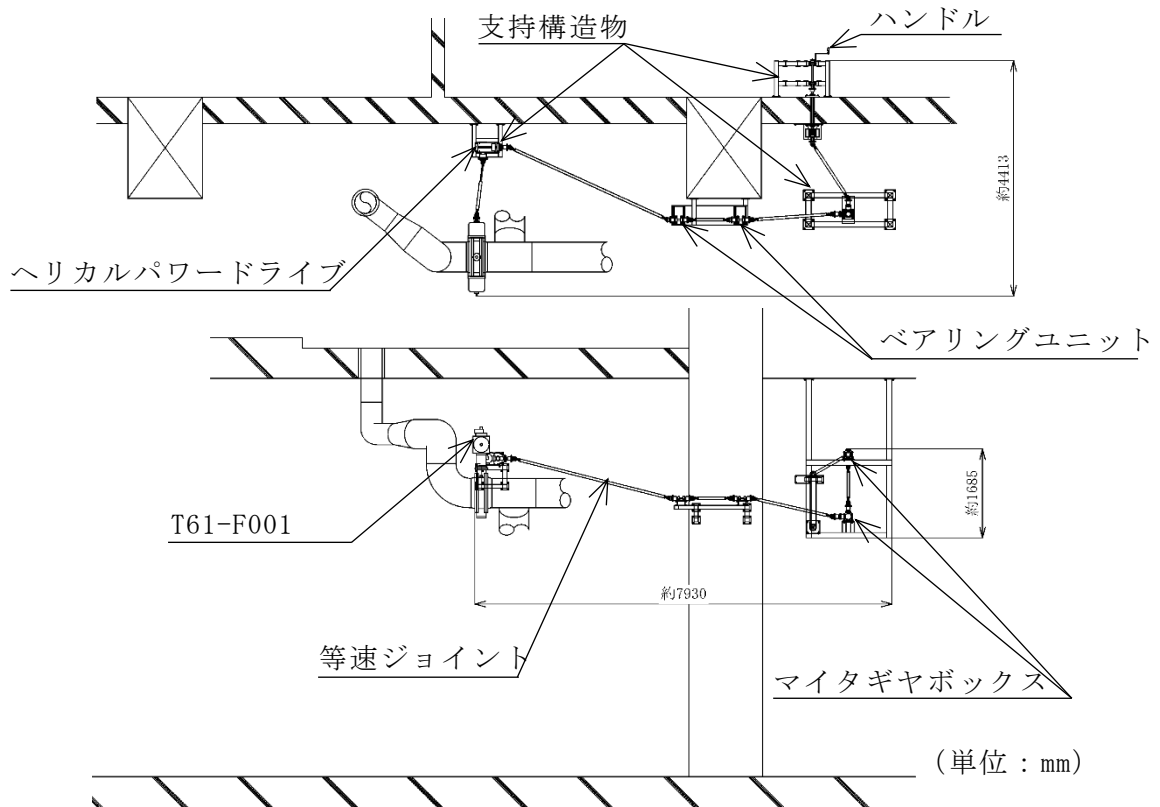 支持構造物
ハンドル
約4413
ヘリカルパワードライブ
ベアリングユニット
T61-F001
約1685
約7930
等速ジョイント
マイタギヤボックス
(単位:mm)